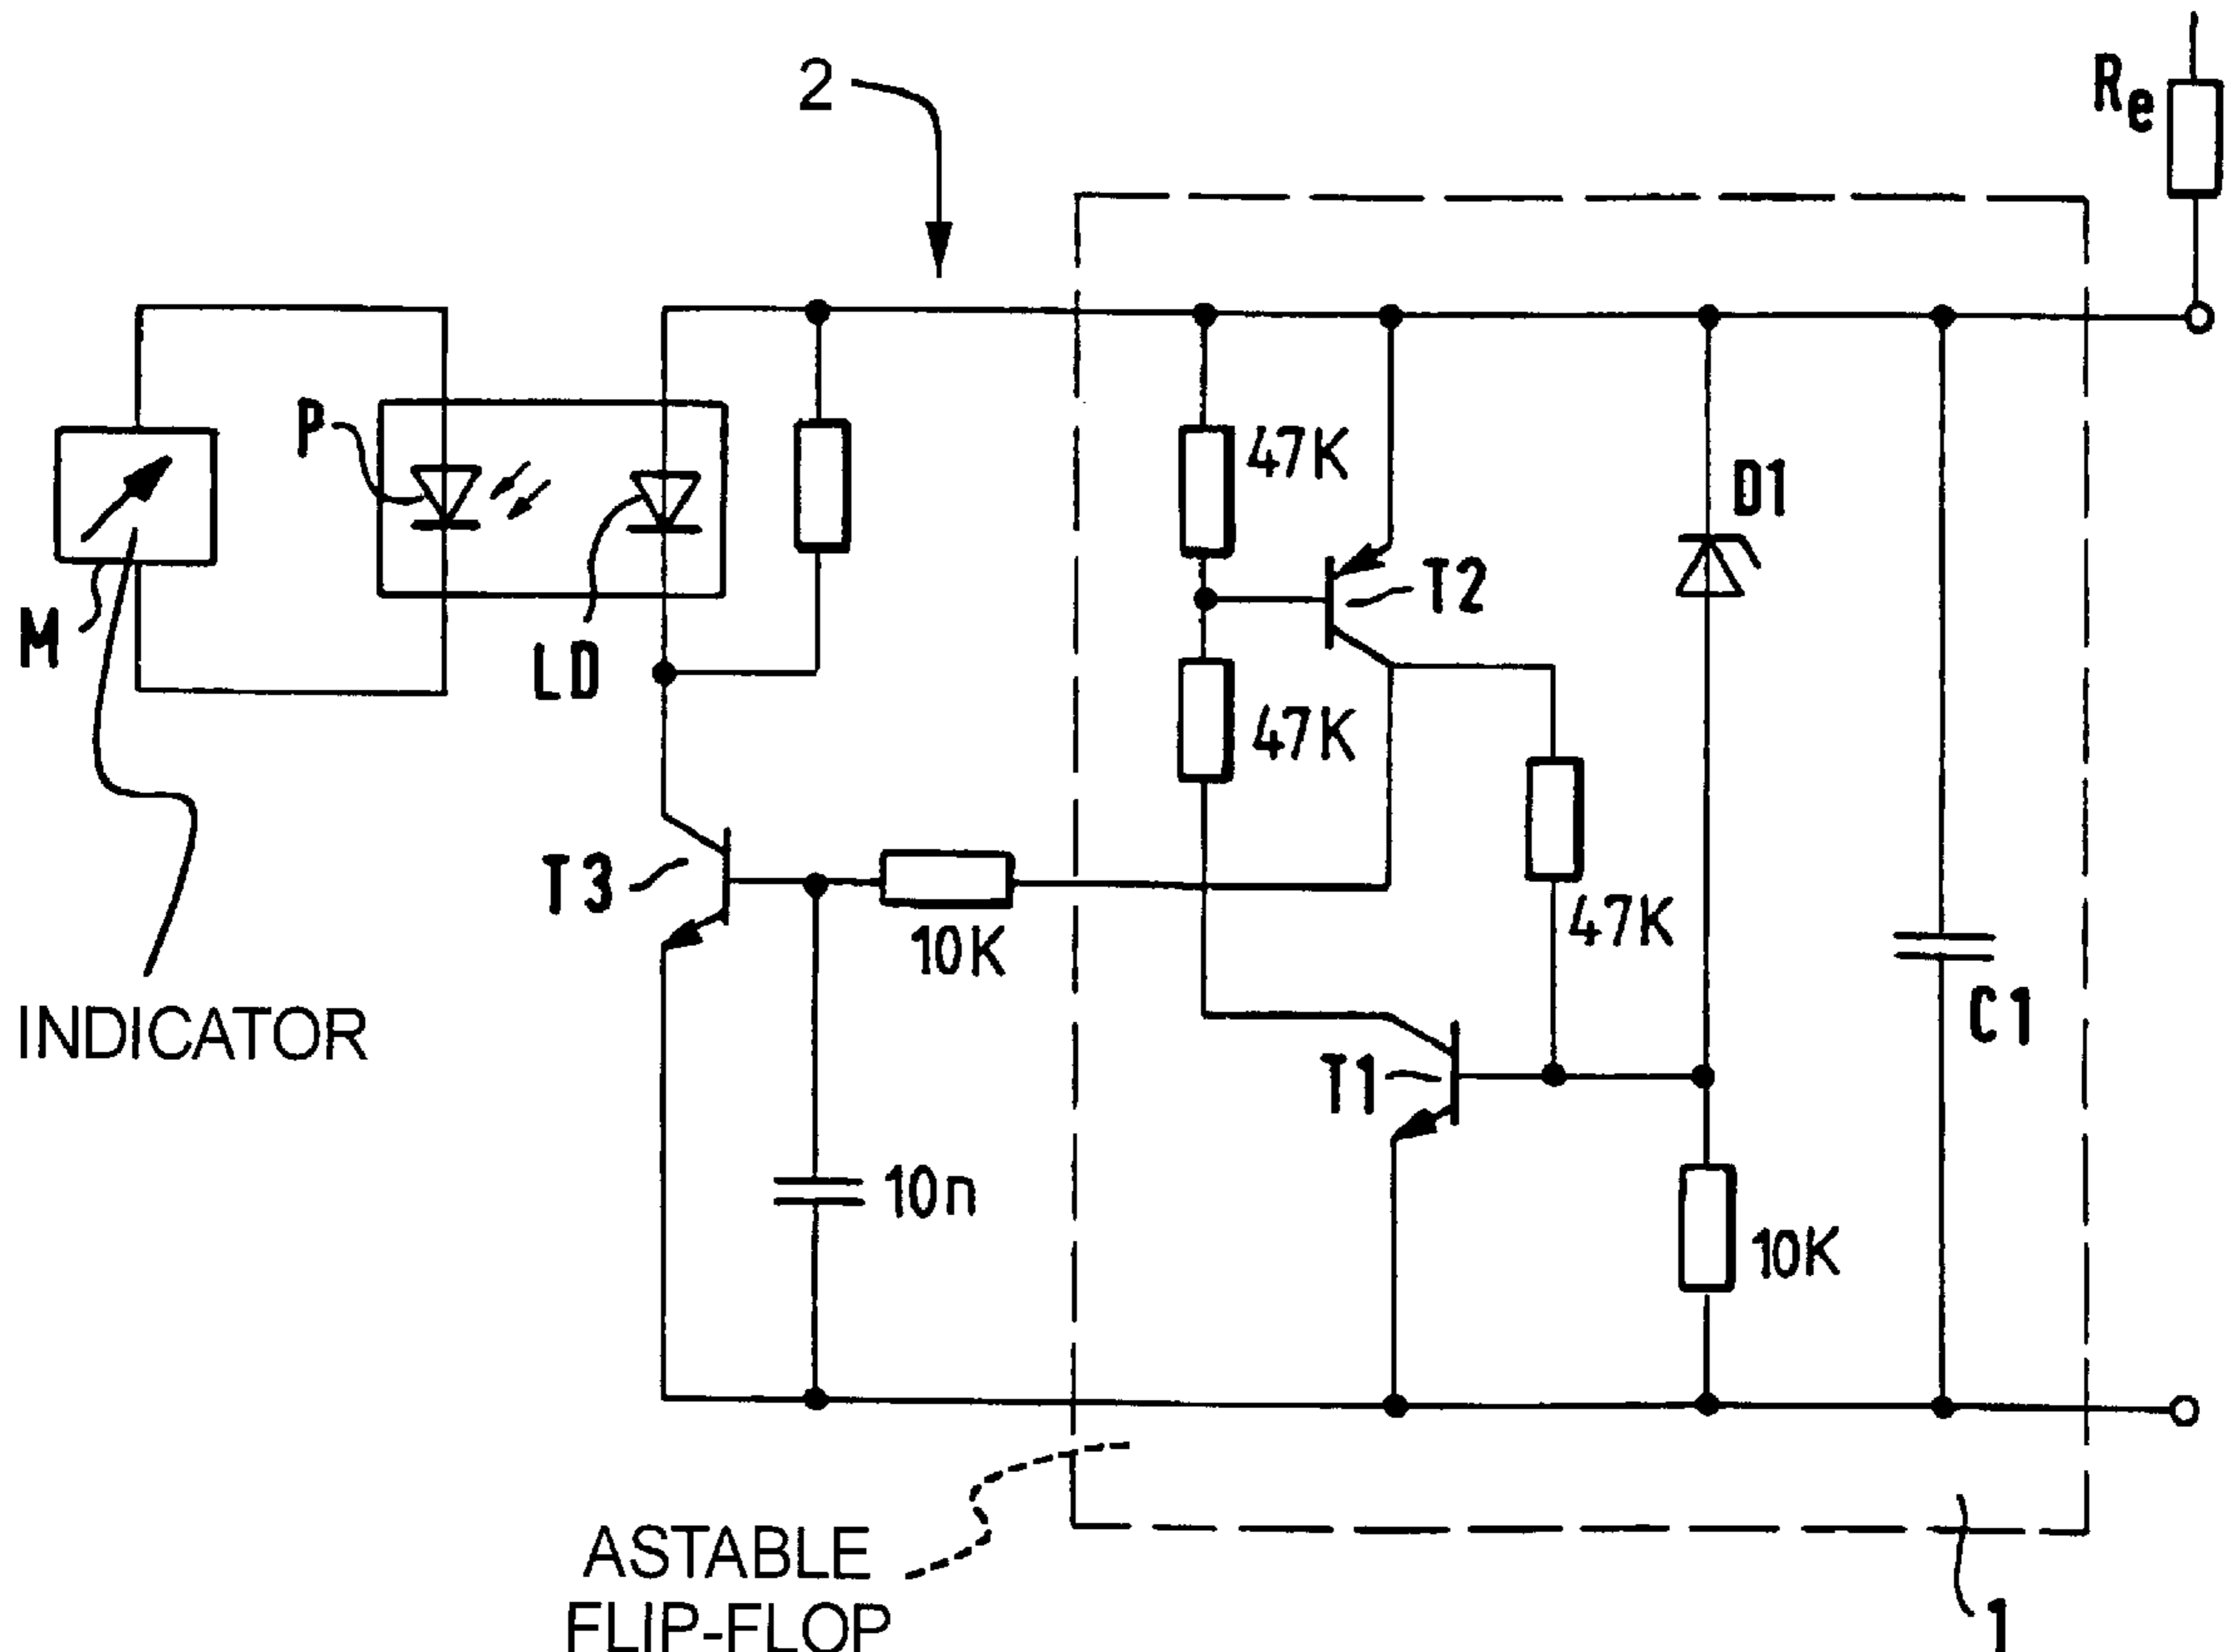 2
Re
P
47K
D1
T2
M
LD
47K
T3
10K
47K
INDICATOR
C1
T1
10n
10K
ASTABLE
FLIP-FLOP
1